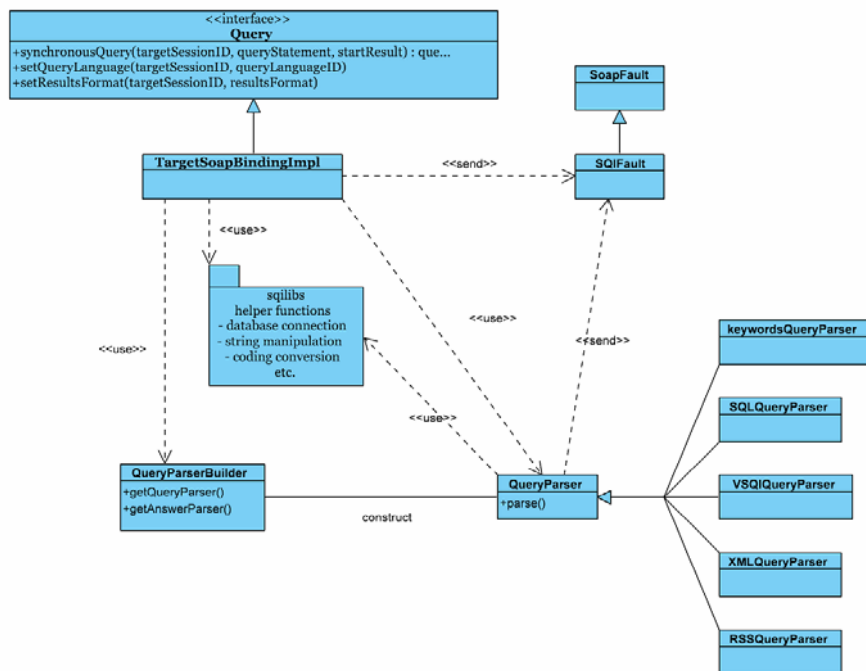 <<interface>>
Query
+synchronousQuery(targetSessionID, queryStatement, startResult) : que...
+setQueryLanguage(targetSessionID, queryLanguageID)
+setResultsFormat(targetSessionID, resultsFormat)
SoapFault
TargetSoapBindingImpl
<<send>>
SQIFault
<<use>>
sqilibs
helper functions
- database connection
- string manipulation
- coding conversion
etc.
<<use>>
<<use>>
<<send>>
<<use>>
keywordsQueryParser
SQLQueryParser
VSQIQueryParser
XMLQueryParser
RSSQueryParser
QueryParserBuilder
+getQueryParser()
+getAnswerParser()
construct
QueryParser
+parse()